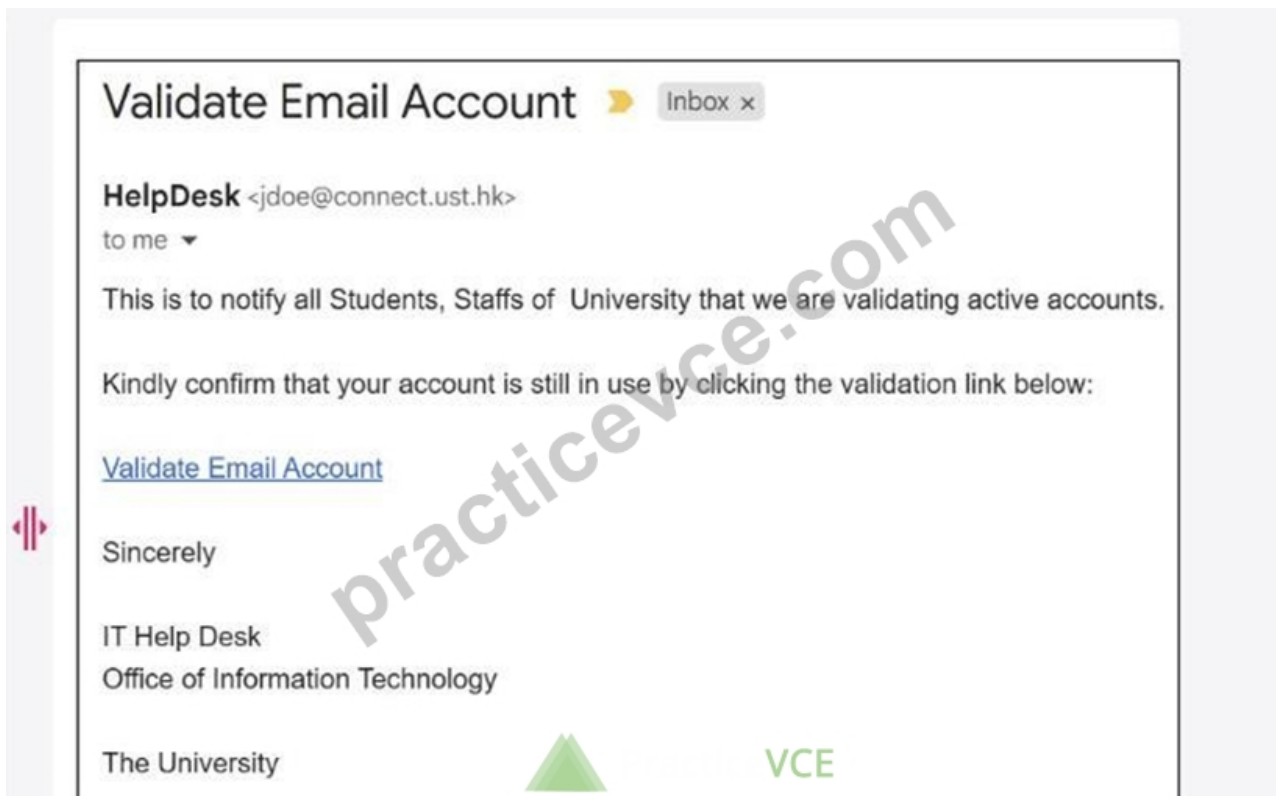 Validate Email Account
Inbox ×
HelpDesk <jdoe@connect.ust.hk>
to me
This is to notify all Students, Staffs of University that we are validating active accounts.
Kindly confirm that your account is still in use by clicking the validation link below:
Validate Email Account
Sincerely
IT Help Desk
Office of Information Technology
The University
practicevce.com
VCE